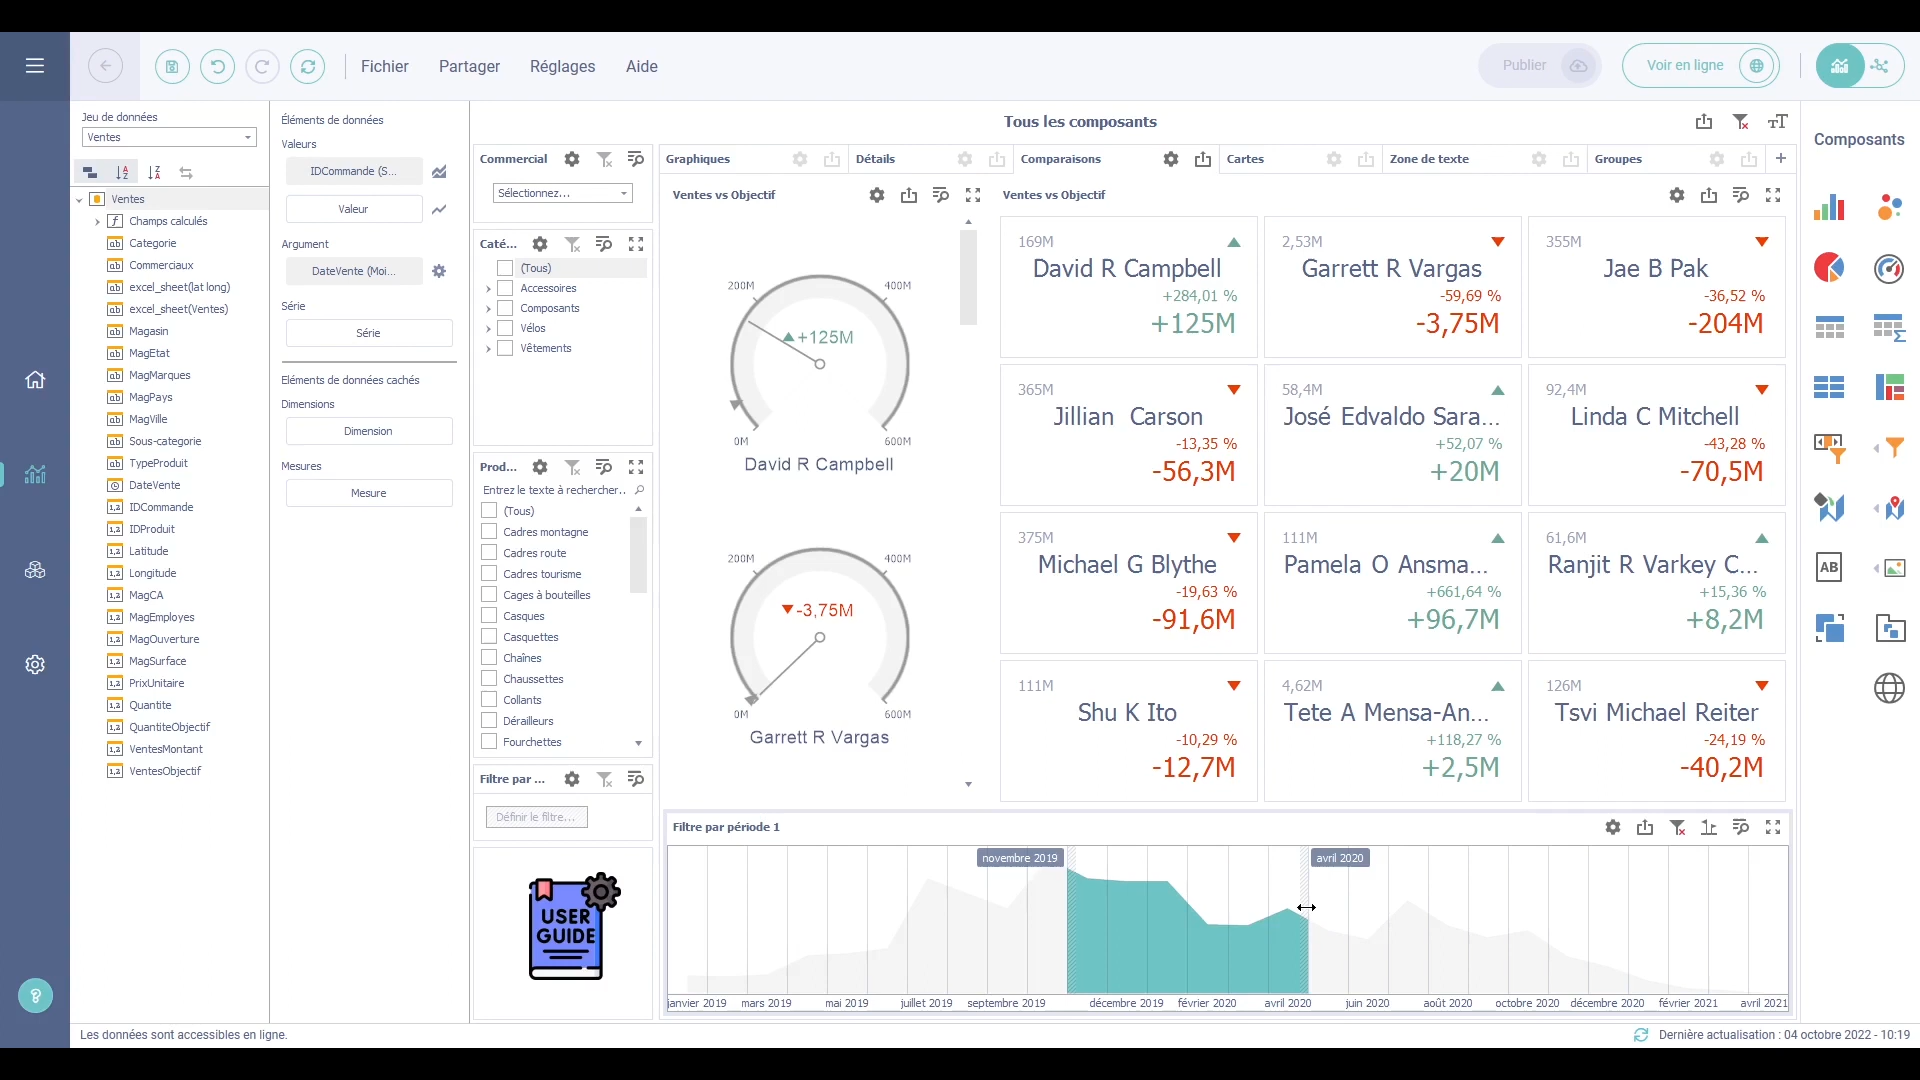 Fichier
Partager
Réglages
Aide
Publier
Voir en ligne
Jeu de données
Ventes
Ventes
Champs calculés
Categorie
Commerciaux
excel_sheet(lat long)
excel_sheet(Ventes)
Magasin
MagEtat
MagMarques
MagPays
MagVille
Sous-categorie
TypeProduit
DateVente
IDCommande
IDProduit
Latitude
Longitude
MagCA
MagEmployes
MagOuverture
MagSurface
PrixUnitaire
Quantite
QuantiteObjectif
VentesMontant
VentesObjectif
Éléments de données
Valeurs
IDCommande (S...
Valeur
Argument
DateVente (Moi...
Série
Série
Eléments de données cachés
Dimensions
Dimension
Mesures
Mesure
Tous les composants
Commercial
Sélectionnez...
Caté...
(Tous)
Accessoires
Composants
Vélos
Vêtements
Prod...
Entrez le texte à rechercher..
(Tous)
Cadres montagne
Cadres route
Cadres tourisme
Cages à bouteilles
Casques
Casquettes
Chaînes
Chaussettes
Collants
Dérailleurs
Fourchettes
Filtre par ...
Définir le filtre...
USER
GUIDE
Graphiques
Détails
Comparaisons
Cartes
Zone de texte
Groupes
Ventes vs Objectif
200M
400M
+125M
0M
600M
David R Campbell
200M
400M
-3,75M
0M
600M
Garrett R Vargas
Ventes vs Objectif
169M
David R Campbell
+284,01 %
+125M
2,53M
Garrett R Vargas
-59,69 %
-3,75M
355M
Jae B Pak
-36,52 %
-204M
365M
Jillian Carson
-13,35 %
-56,3M
58,4M
José Edvaldo Sara...
+52,07 %
+20M
92,4M
Linda C Mitchell
-43,28 %
-70,5M
375M
Michael G Blythe
-19,63 %
-91,6M
111M
Pamela O Ansma...
+661,64 %
+96,7M
61,6M
Ranjit R Varkey C...
+15,36 %
+8,2M
111M
Shu K Ito
-10,29 %
-12,7M
4,62M
Tete A Mensa-An...
+118,27 %
+2,5M
126M
Tsvi Michael Reiter
-24,19 %
-40,2M
Filtre par période 1
novembre 2019
avril 2020
janvier 2019
mars 2019
mai 2019
juillet 2019
septembre 2019
décembre 2019
février 2020
avril 2020
juin 2020
août 2020
octobre 2020
décembre 2020
février 2021
avril 2021
Composants
AB
Les données sont accessibles en ligne.
Dernière actualisation : 04 octobre 2022 - 10:19